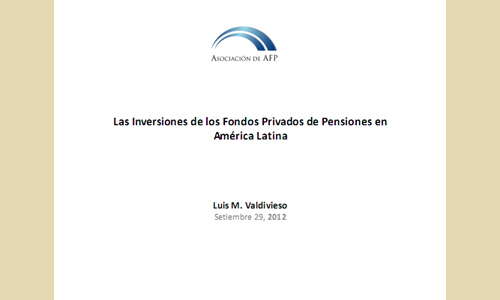 ASOCIACIÓN DE AFP
Las Inversiones de los Fondos Privados de Pensiones en
América Latina
Luis M. Valdivieso
Setiembre 29, 2012